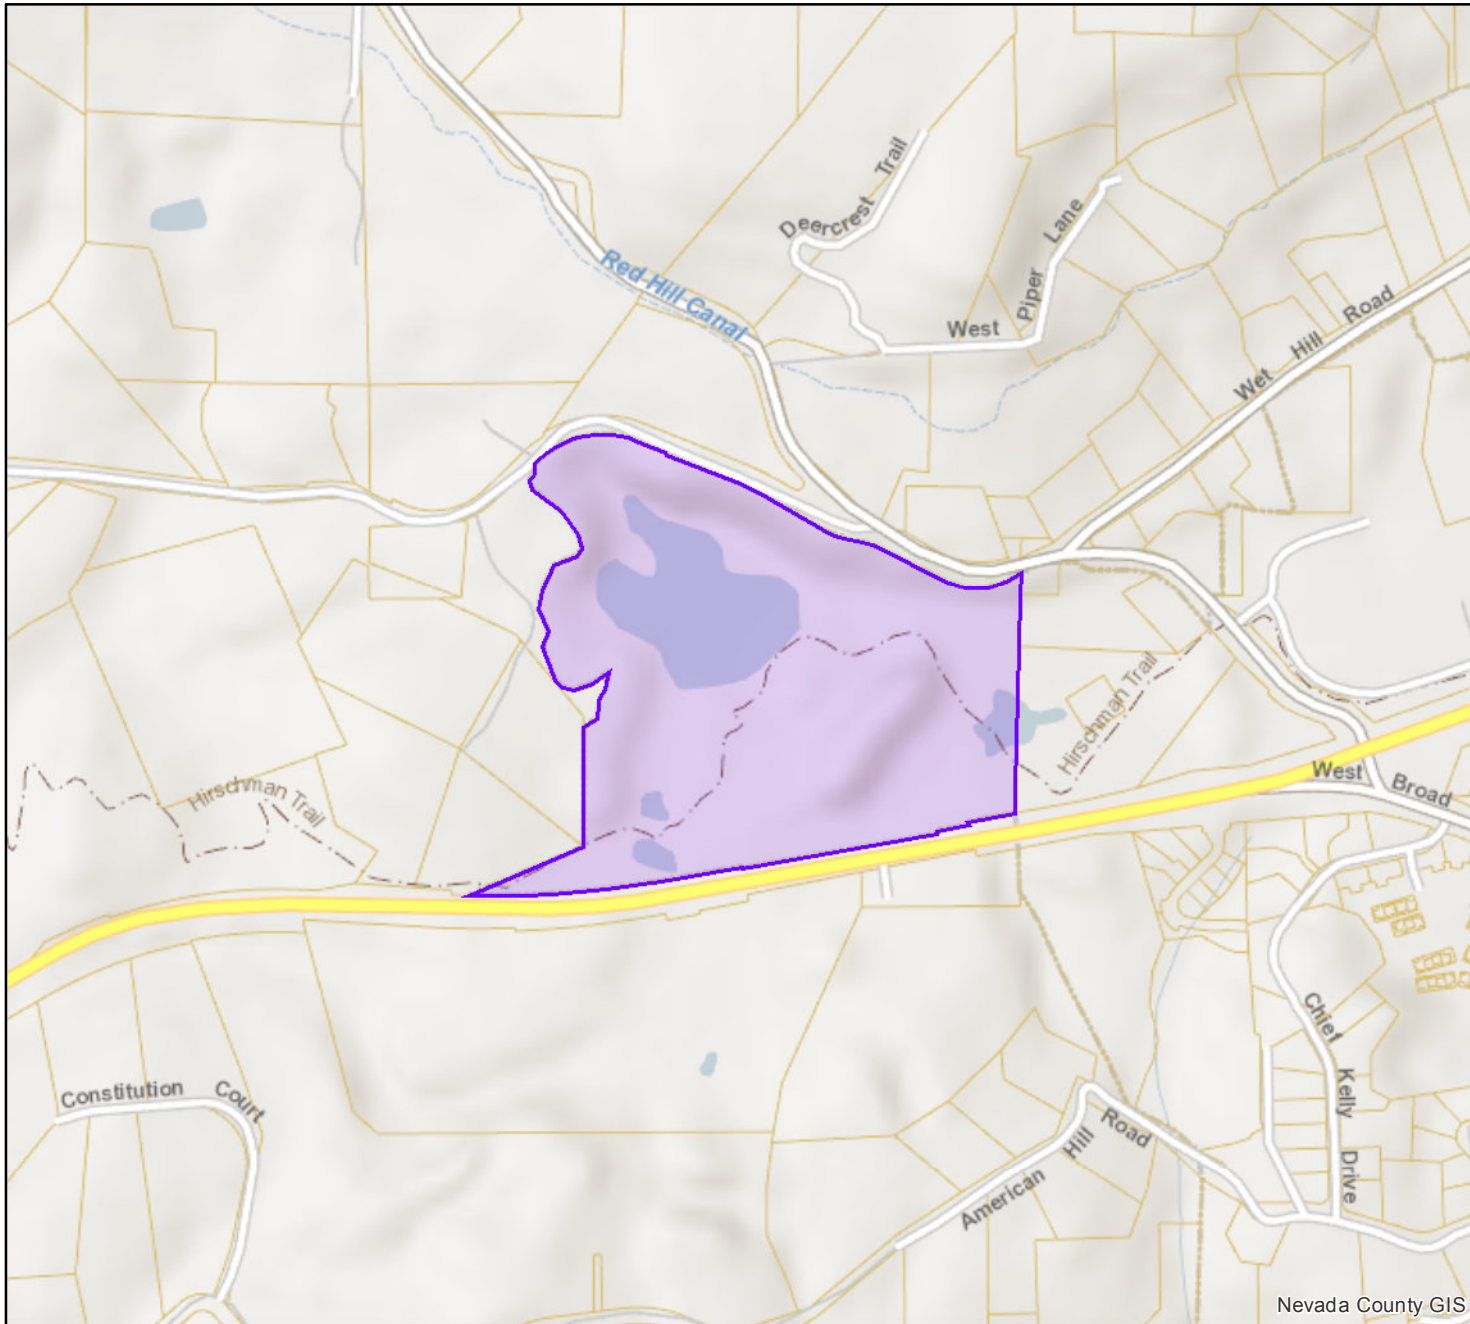 Deercrest Trail
Piper Lane
Red Hill Canal
West
Wet Hill Road
Hirschman Trail
Hirschman Trail
West Broad
Chief Kelly Drive
Constitution Court
American Hill Road
Nevada County GIS